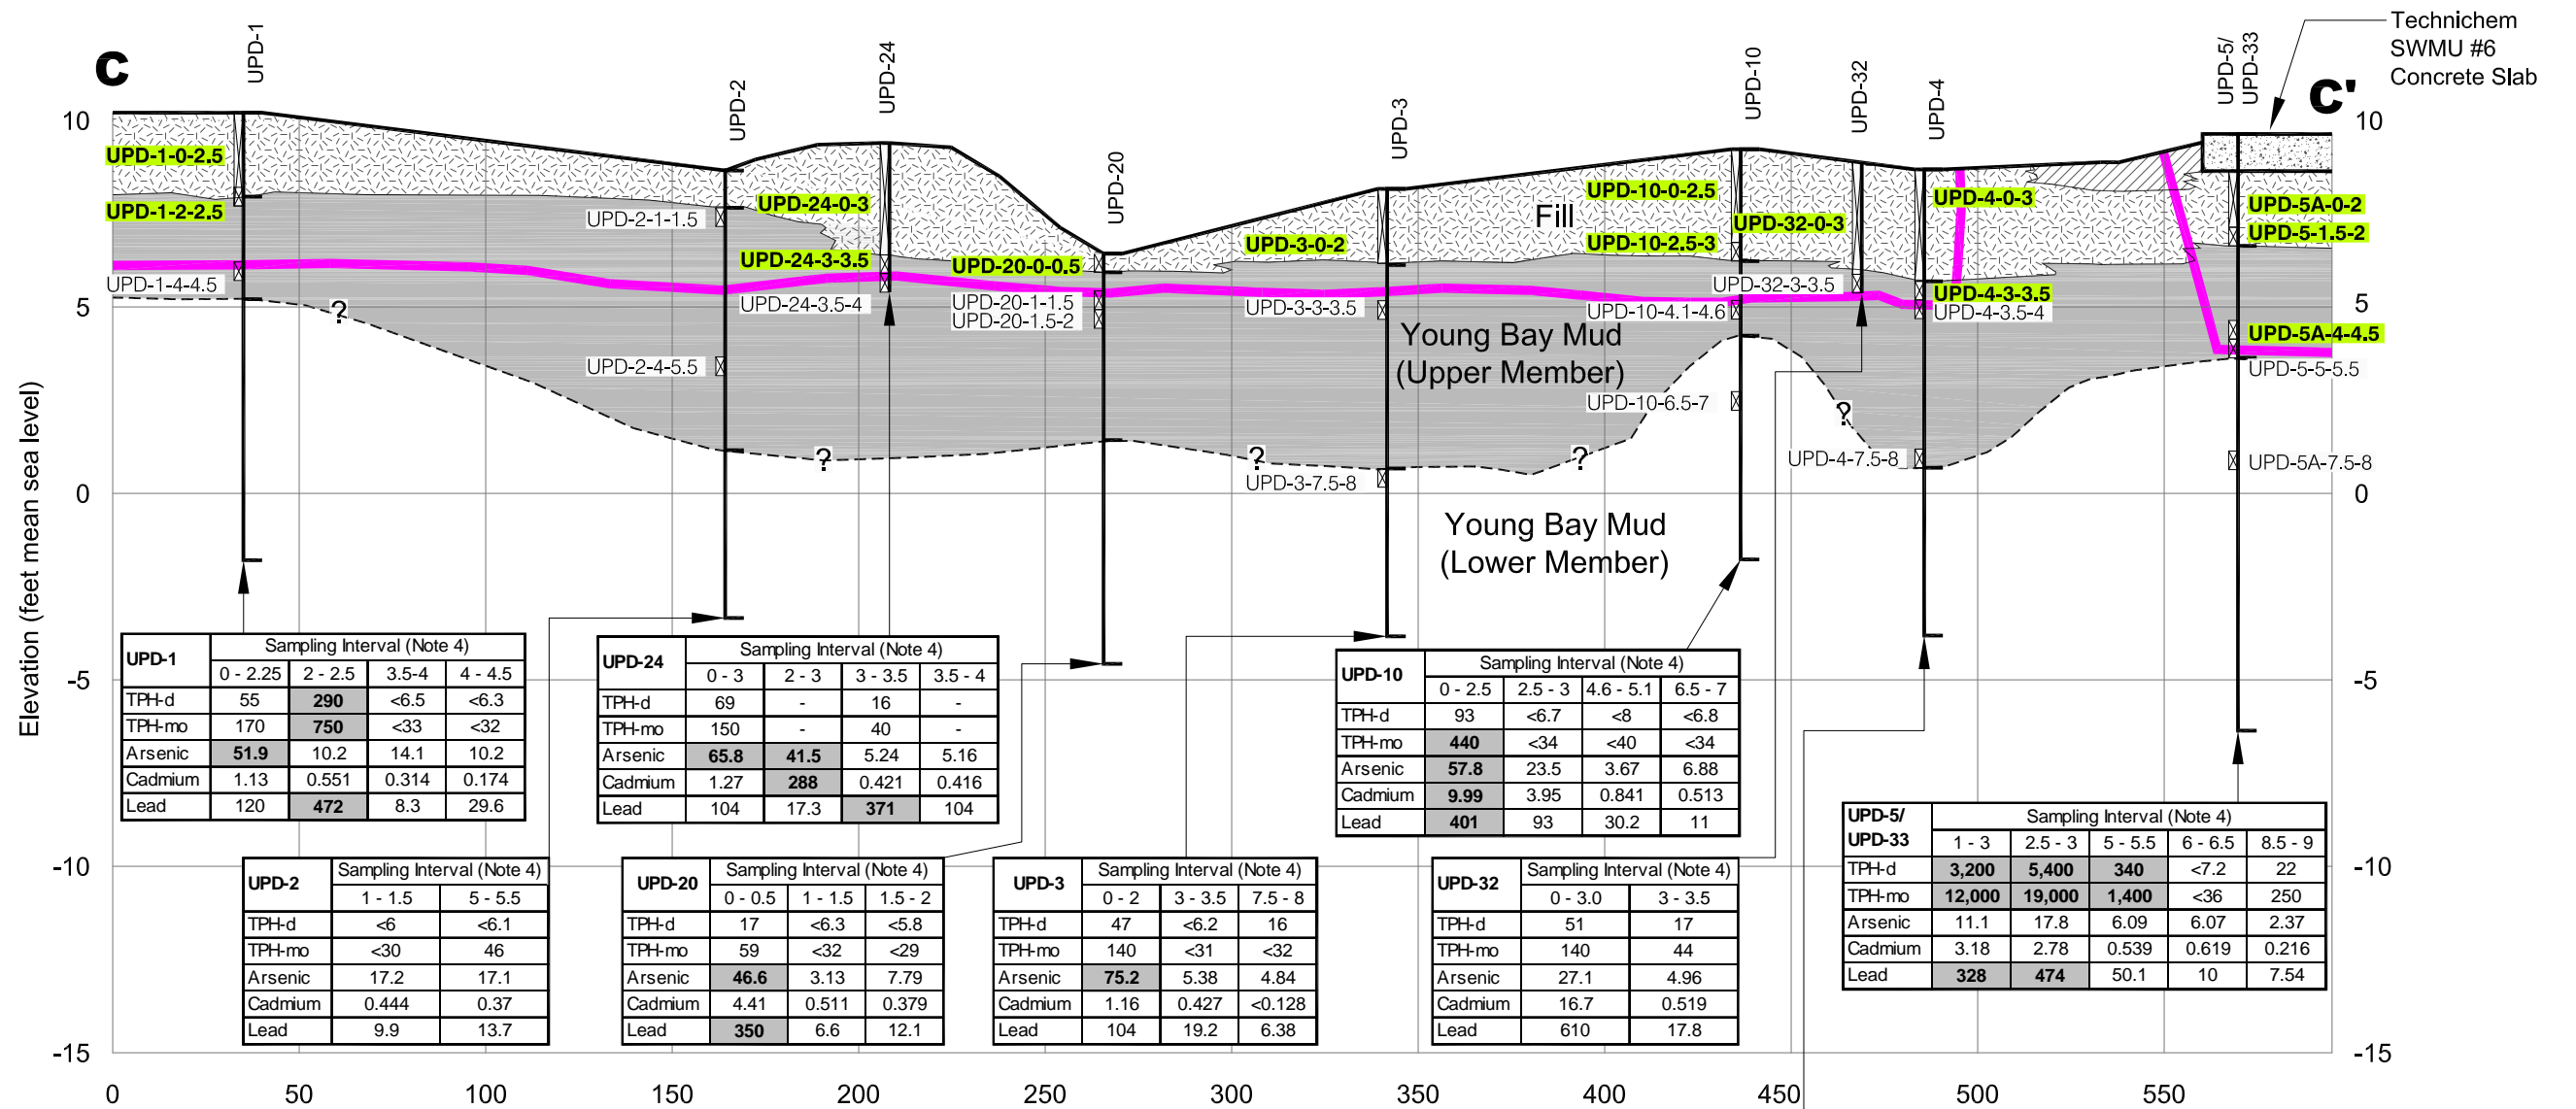 C
UPD-1
UPD-2
UPD-24
UPD-20
UPD-3
UPD-10
UPD-32
UPD-4
UPD-5/
UPD-33
Technichem
SWMU #6
Concrete Slab
C'
Elevation (feet mean sea level)
10
5
0
-5
-10
-15
10
5
0
-5
-10
-15
UPD-1-0-2.5
UPD-1-2-2.5
UPD-1-4-4.5
UPD-2-1-1.5
UPD-2-4-5.5
UPD-24-0-3
UPD-24-3-3.5
UPD-24-3.5-4
UPD-20-0-0.5
UPD-20-1-1.5
UPD-20-1.5-2
UPD-3-0-2
UPD-3-3-3.5
UPD-3-7.5-8
Fill
UPD-10-0-2.5
UPD-10-2.5-3
UPD-10-4.1-4.6
UPD-10-6.5-7
UPD-32-0-3
UPD-32-3-3.5
UPD-4-0-3
UPD-4-3-3.5
UPD-4-3.5-4
UPD-4-7.5-8
UPD-5A-0-2
UPD-5-1.5-2
UPD-5A-4-4.5
UPD-5-5-5.5
UPD-5A-7.5-8
Young Bay Mud
(Upper Member)
Young Bay Mud
(Lower Member)
? ? ? ? ?
UPD-1 Sampling Interval (Note 4)
0 - 2.25 2 - 2.5 3.5-4 4 - 4.5
TPH-d 55 290 <6.5 <6.3
TPH-mo 170 750 <33 <32
Arsenic 51.9 10.2 14.1 10.2
Cadmium 1.13 0.551 0.314 0.174
Lead 120 472 8.3 29.6
UPD-24 Sampling Interval (Note 4)
0 - 3 2 - 3 3 - 3.5 3.5 - 4
TPH-d 69 - 16 -
TPH-mo 150 - 40 -
Arsenic 65.8 41.5 5.24 5.16
Cadmium 1.27 288 0.421 0.416
Lead 104 17.3 371 104
UPD-10 Sampling Interval (Note 4)
0 - 2.5 2.5 - 3 4.6 - 5.1 6.5 - 7
TPH-d 93 <6.7 <8 <6.8
TPH-mo 440 <34 <40 <34
Arsenic 57.8 23.5 3.67 6.88
Cadmium 9.99 3.95 0.841 0.513
Lead 401 93 30.2 11
UPD-5/
UPD-33 Sampling Interval (Note 4)
1 - 3 2.5 - 3 5 - 5.5 6 - 6.5 8.5 - 9
TPH-d 3,200 5,400 340 <7.2 22
TPH-mo 12,000 19,000 1,400 <36 250
Arsenic 11.1 17.8 6.09 6.07 2.37
Cadmium 3.18 2.78 0.539 0.619 0.216
Lead 328 474 50.1 10 7.54
UPD-2 Sampling Interval (Note 4)
1 - 1.5 5 - 5.5
TPH-d <6 <6.1
TPH-mo <30 46
Arsenic 17.2 17.1
Cadmium 0.444 0.37
Lead 9.9 13.7
UPD-20 Sampling Interval (Note 4)
0 - 0.5 1 - 1.5 1.5 - 2
TPH-d 17 <6.3 <5.8
TPH-mo 59 <32 <29
Arsenic 46.6 3.13 7.79
Cadmium 4.41 0.511 0.379
Lead 350 6.6 12.1
UPD-3 Sampling Interval (Note 4)
0 - 2 3 - 3.5 7.5 - 8
TPH-d 47 <6.2 16
TPH-mo 140 <31 <32
Arsenic 75.2 5.38 4.84
Cadmium 1.16 0.427 <0.128
Lead 104 19.2 6.38
UPD-32 Sampling Interval (Note 4)
0 - 3.0 3 - 3.5
TPH-d 51 17
TPH-mo 140 44
Arsenic 27.1 4.96
Cadmium 16.7 0.519
Lead 610 17.8
0 50 100 150 200 250 300 350 400 450 500 550